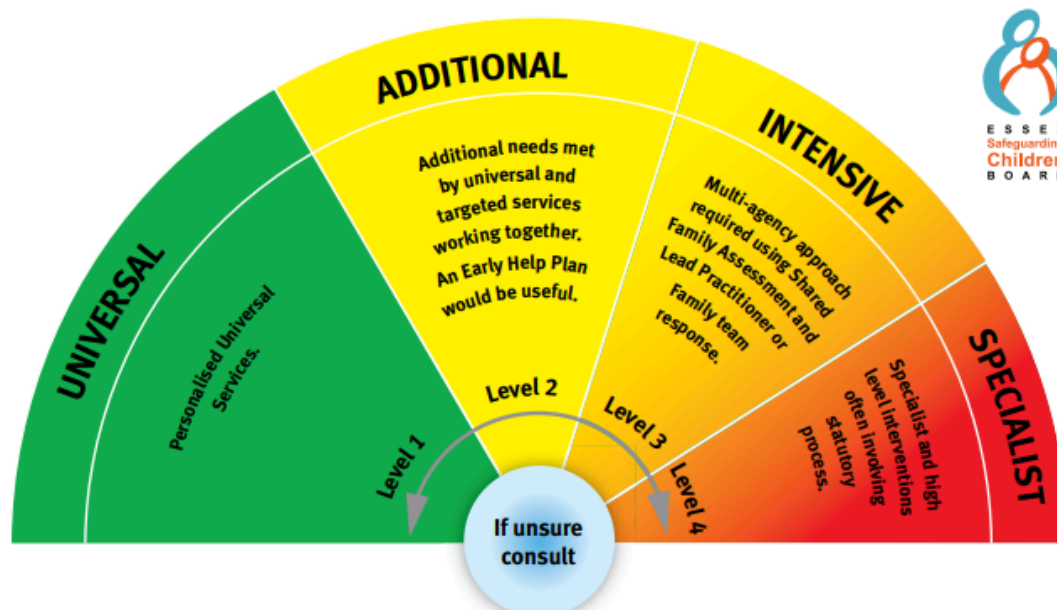 UNIVERSAL
Personalised Universal
Services.
Level 1
ADDITIONAL
Additional needs met
by universal and
targeted services
working together.
An Early Help Plan
would be useful.
Level 2
INTENSIVE
Multi-agency approach
required using Shared
Family Assessment and
Lead Practitioner or
Family team
response.
Level 3
SPECIALIST
Specialist and high
level interventions
often involving
statutory
process.
Level 4
If unsure
consult
Children